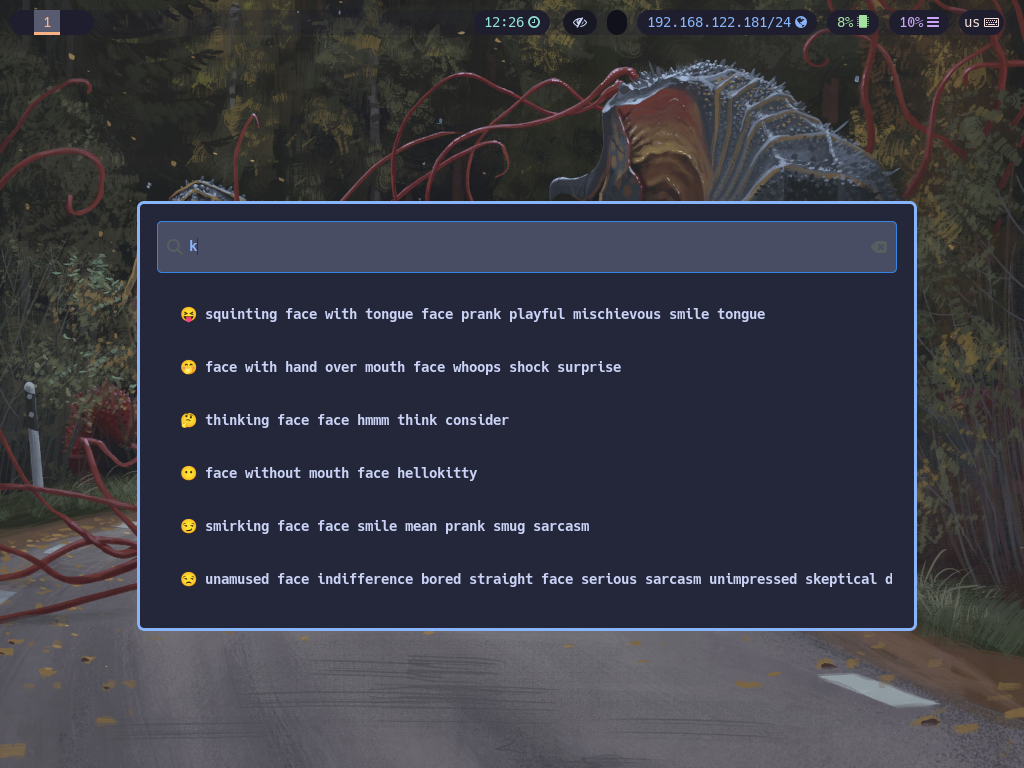 1
12:26
192.168.122.181/24
8%
10%
us
k
squinting face with tongue face prank playful mischievous smile tongue
face with hand over mouth face whoops shock surprise
thinking face face hmmm think consider
face without mouth face hellokitty
smirking face face smile mean prank smug sarcasm
unamused face indifference bored straight face serious sarcasm unimpressed skeptical d